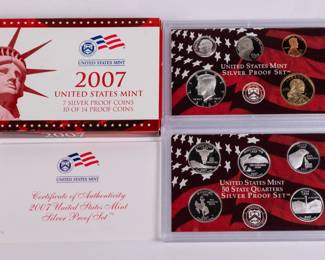 UNITED STATES MINT
2007
UNITED STATES MINT
7 SILVER PROOF COINS
10 OF 14 PROOF COINS
2007
UNITED STATES MINT
Certificate of Authenticity
2007 United States Mint
Silver Proof Set
UNITED STATES MINT
SILVER PROOF SET
UNITED STATES MINT
50 STATE QUARTERS
SILVER PROOF SET